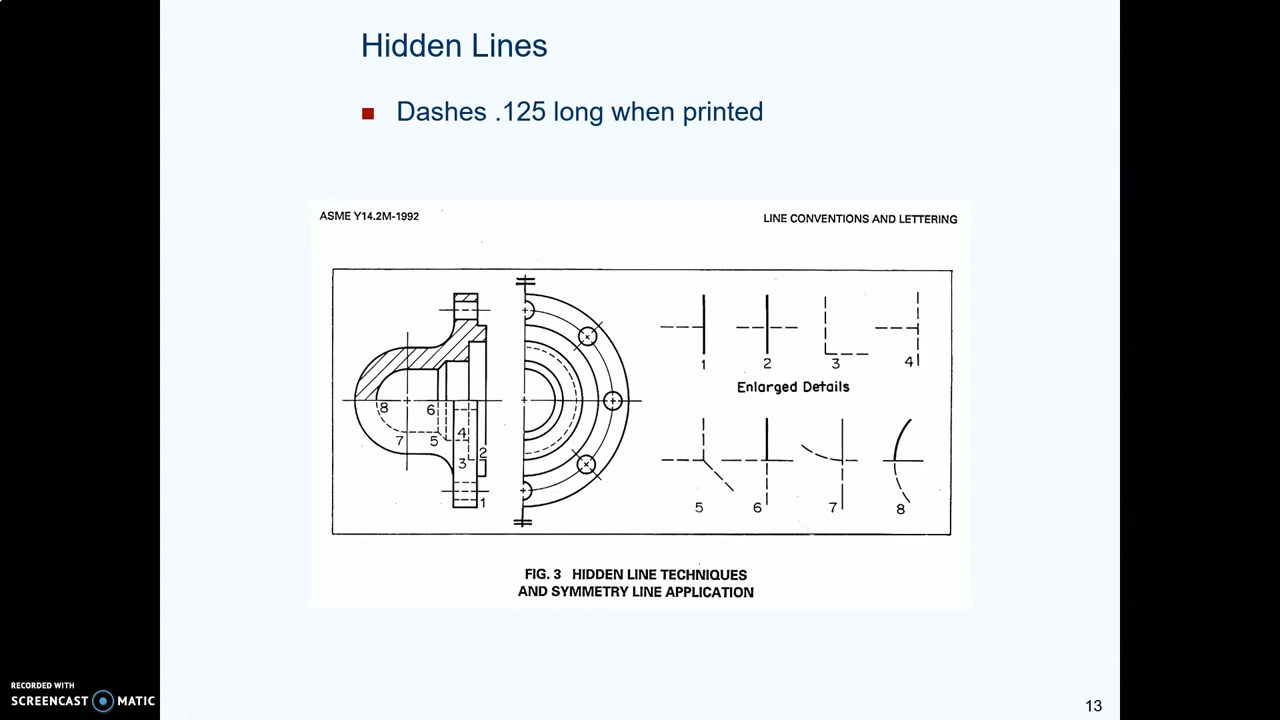 Hidden Lines
Dashes .125 long when printed
ASME Y14.2M-1992
LINE CONVENTIONS AND LETTERING
1 2 3 4
Enlarged Details
8 6
7 5 4
3 2
1
5 6 7 8
FIG. 3 HIDDEN LINE TECHNIQUES
AND SYMMETRY LINE APPLICATION
RECORDED WITH
SCREENCAST MATIC
13